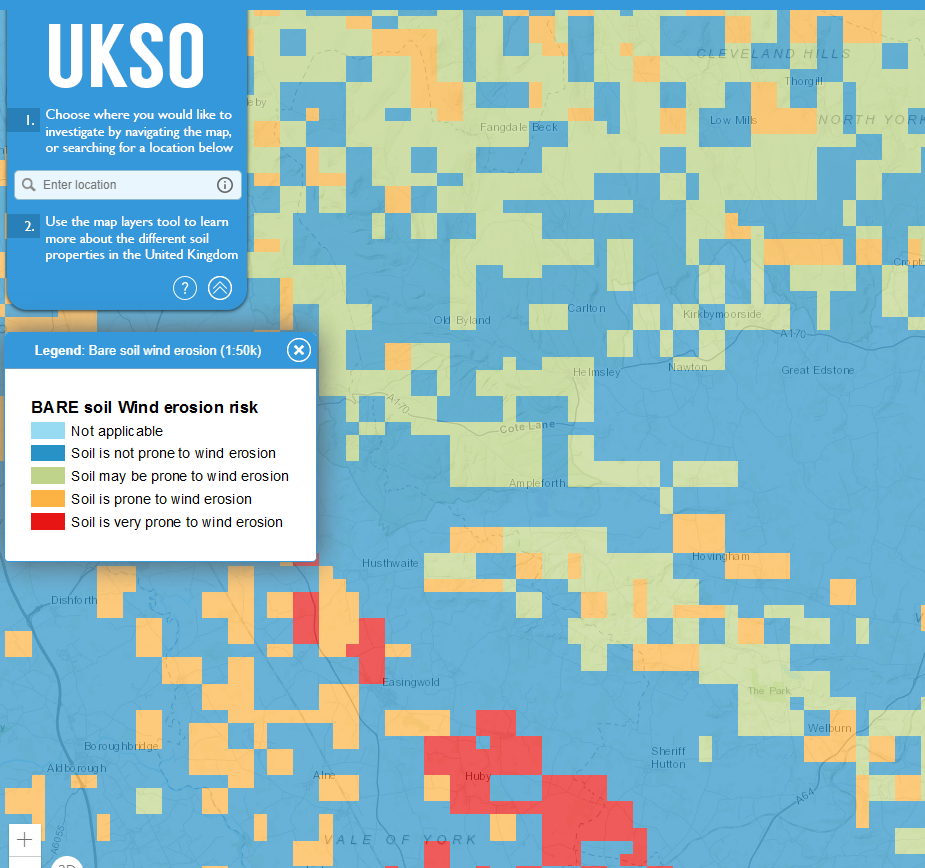 UKSO
1. Choose where you would like to
investigate by navigating the map,
or searching for a location below
Enter location
2. Use the map layers tool to learn
more about the different soil
properties in the United Kingdom
?
Legend: Bare soil wind erosion (1:50k)
BARE soil Wind erosion risk
Not applicable
Soil is not prone to wind erosion
Soil may be prone to wind erosion
Soil is prone to wind erosion
Soil is very prone to wind erosion
CLEVELAND HILLS
Thorgill
Low Mills
NORTH YORK
Fangdale Beck
Carlton
Old Byland
Kirkbymoorside
A170
Helmsley
Nawton
Great Edstone
A170
Cote Lane
Ampleforth
Husthwaite
Hovingham
Dishforth
Easingwold
The Park
Welburn
Boroughbridge
Sheriff
Hutton
Aldborough
Alne
Huby
A64
VALE OF YORK
A6055
+